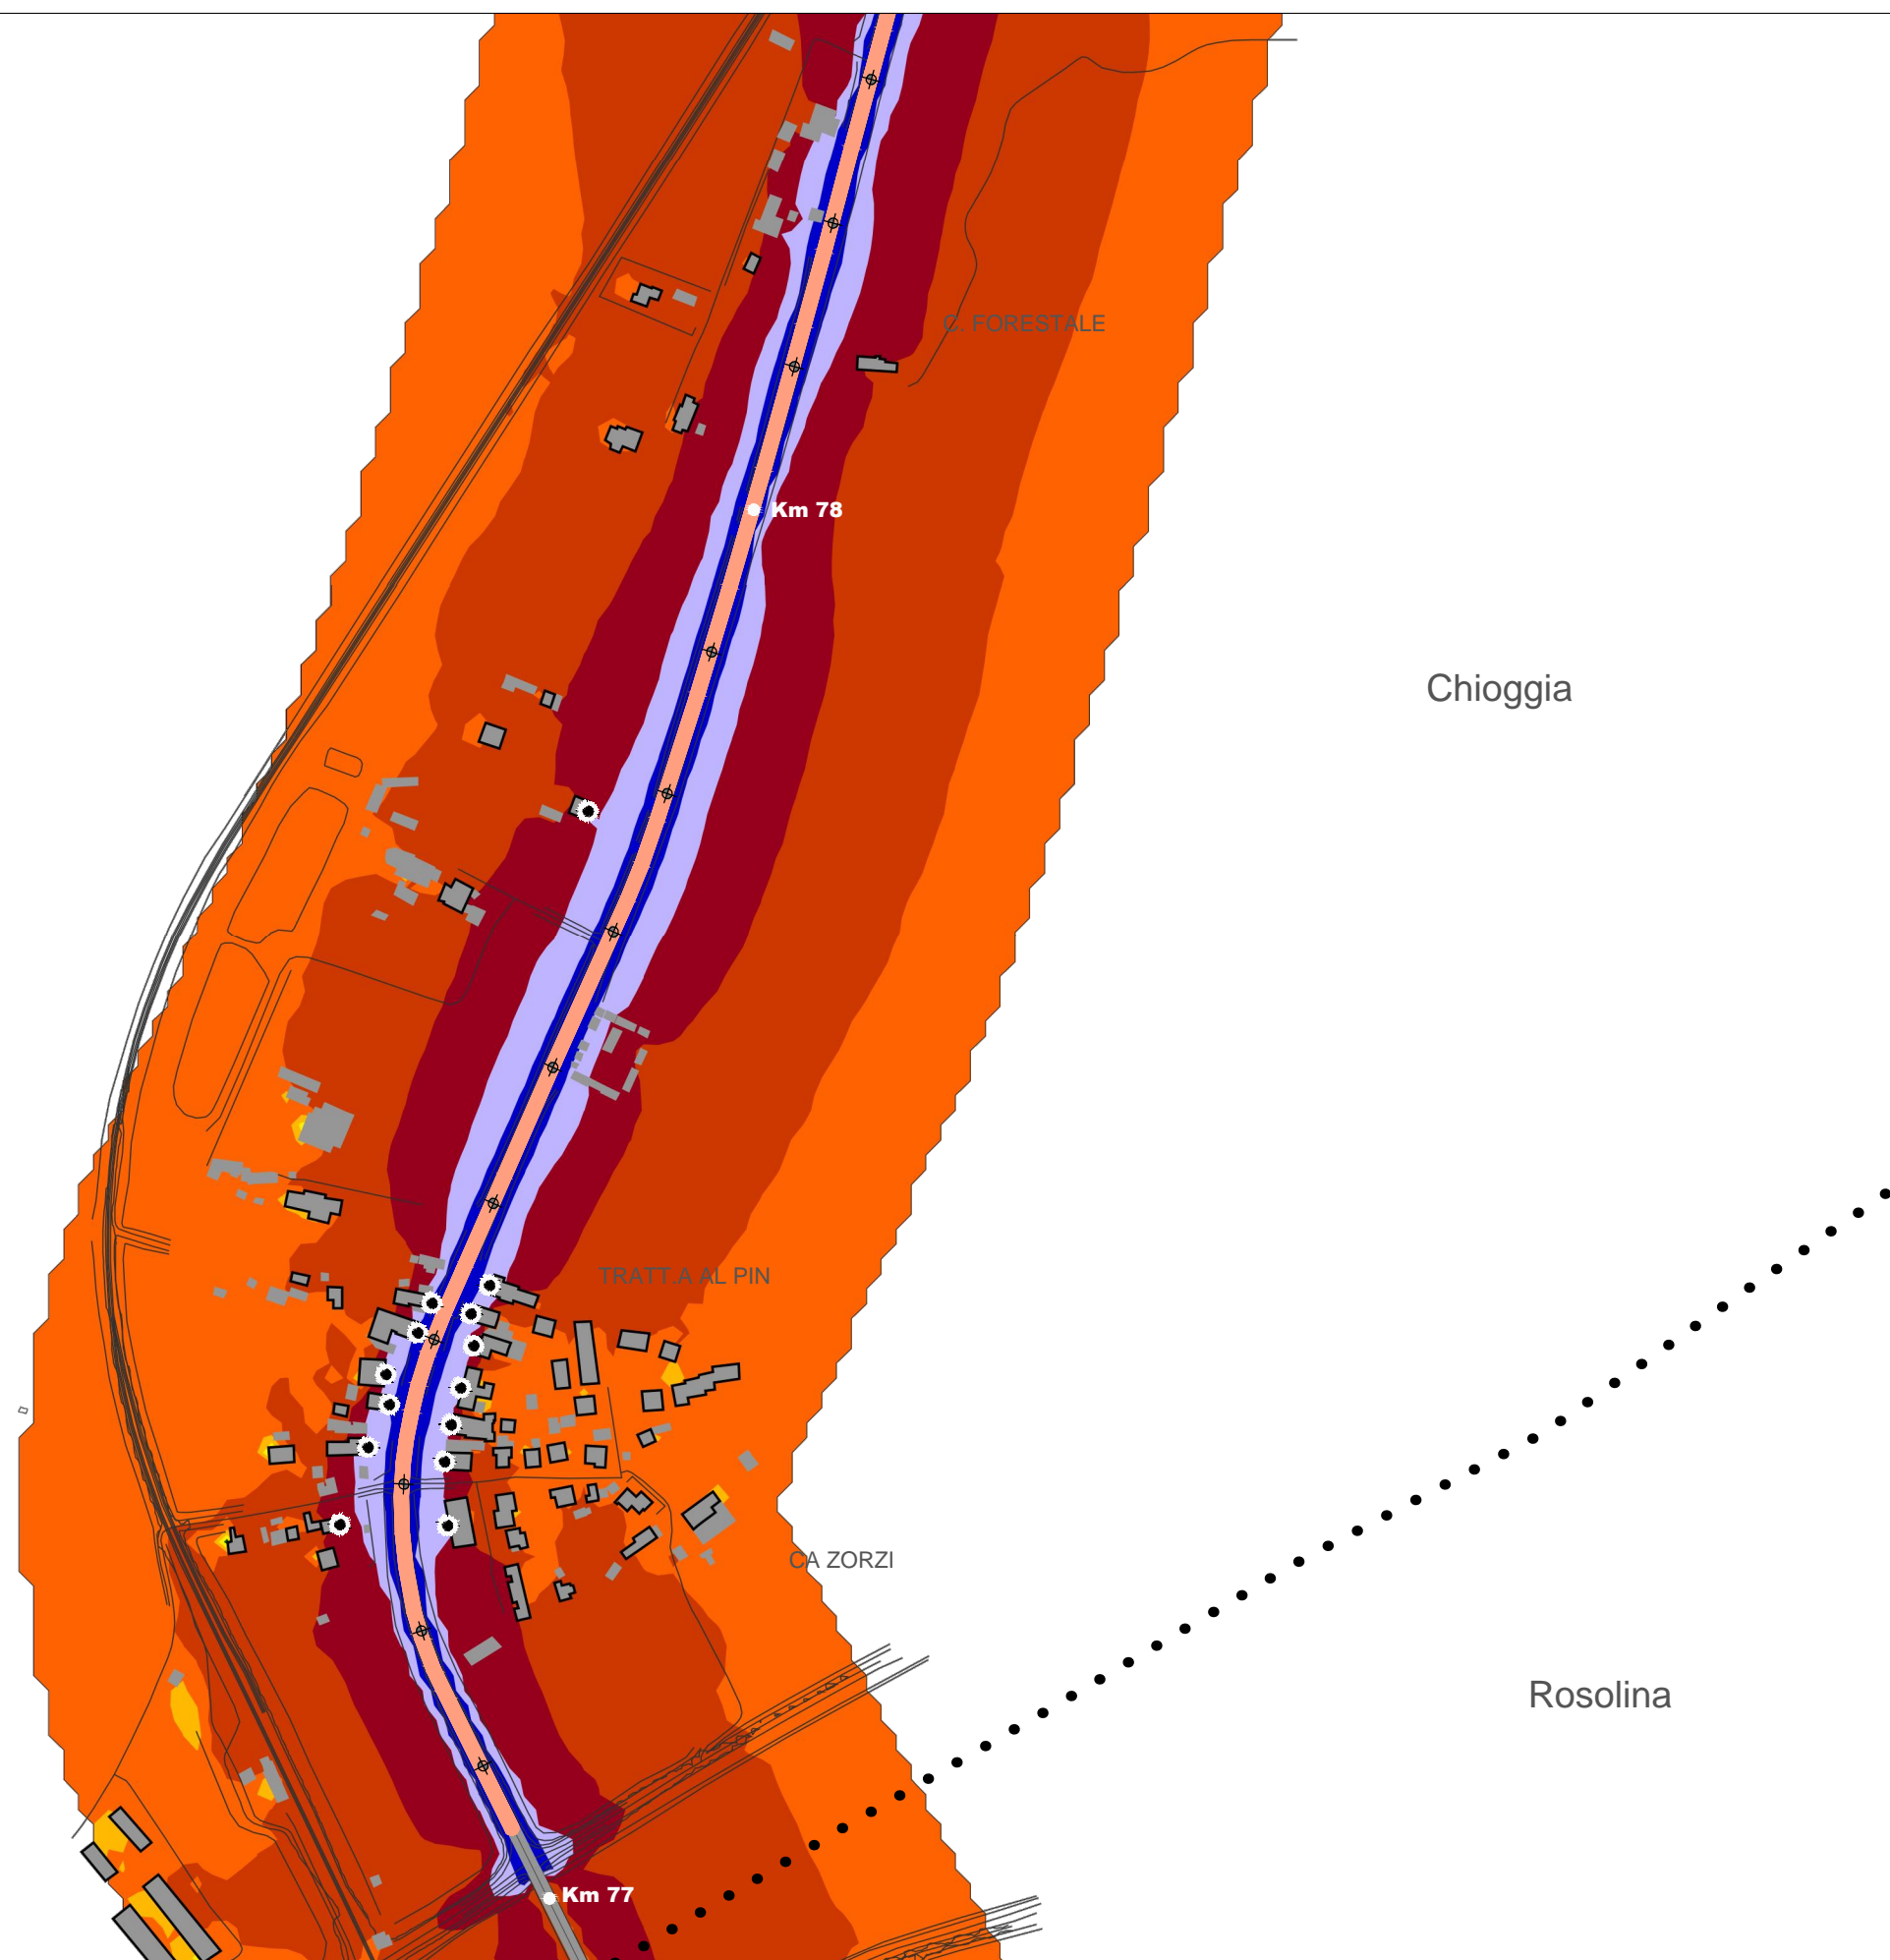 C. FORESTALE
Km 78
Chioggia
TRATT.A AL PIN
CA ZORZI
Rosolina
Km 77